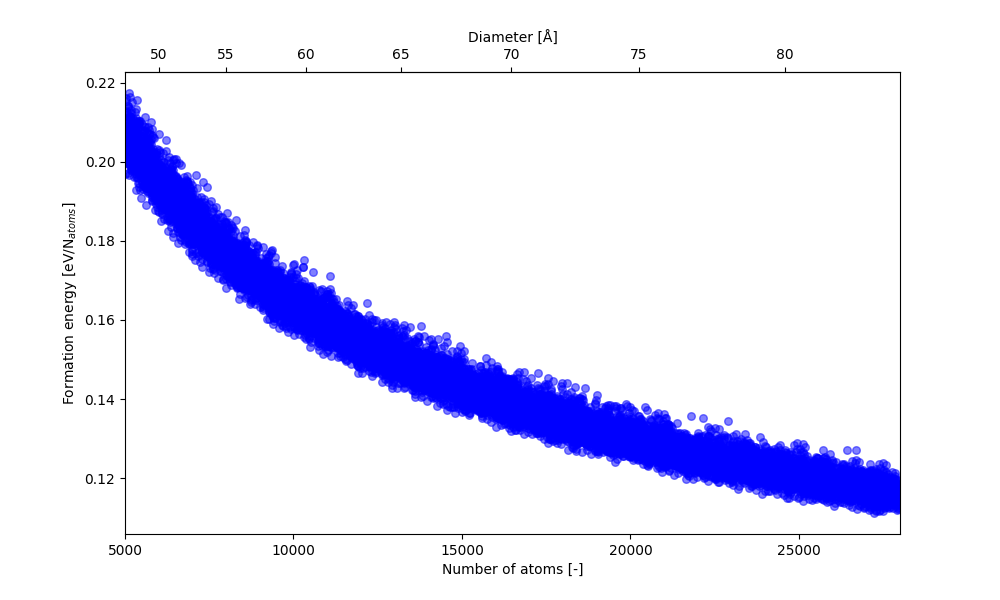 Diameter [Å]
50 55 60 65 70 75 80
0.22
0.20
0.18
0.16
0.14
0.12
Formation energy [eV/N_atoms]
5000 10000 15000 20000 25000
Number of atoms [-]